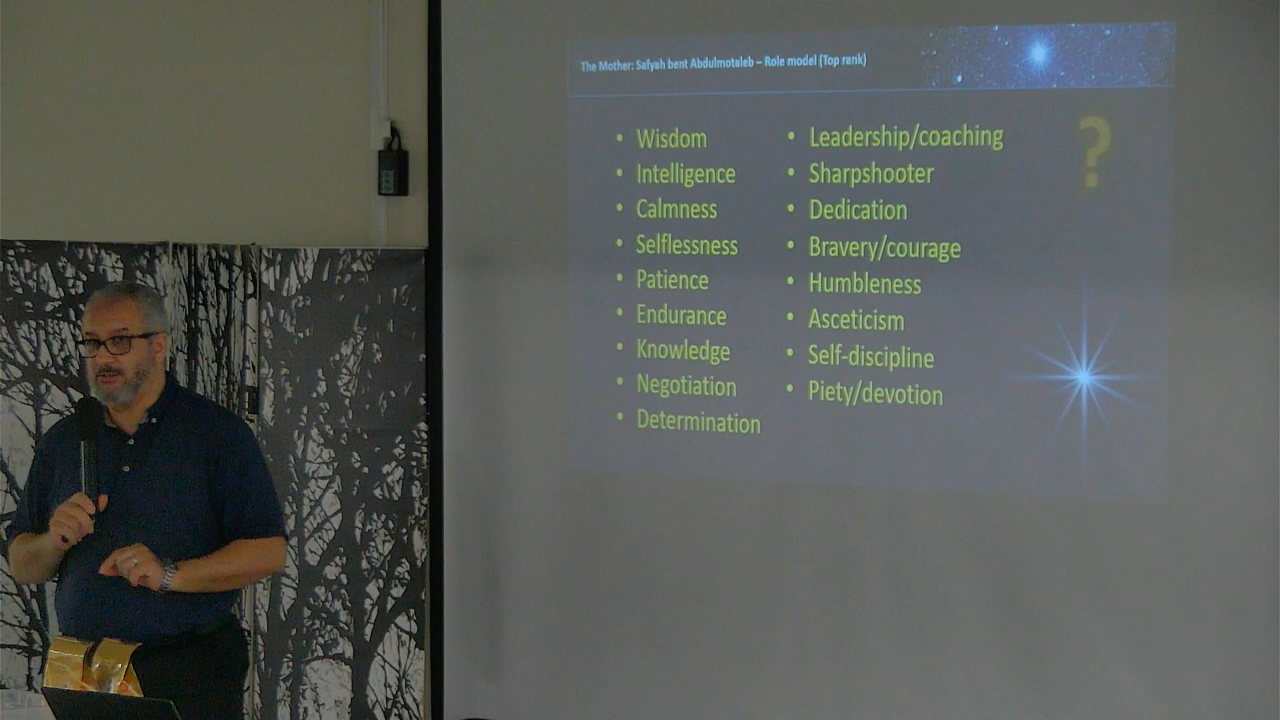 The Mother: Safyah bent Abdulmotaleb – Role model (Top rank)
• Wisdom
• Intelligence
• Calmness
• Selflessness
• Patience
• Endurance
• Knowledge
• Negotiation
• Determination
• Leadership/coaching
• Sharpshooter
• Dedication
• Bravery/courage
• Humbleness
• Asceticism
• Self-discipline
• Piety/devotion
?